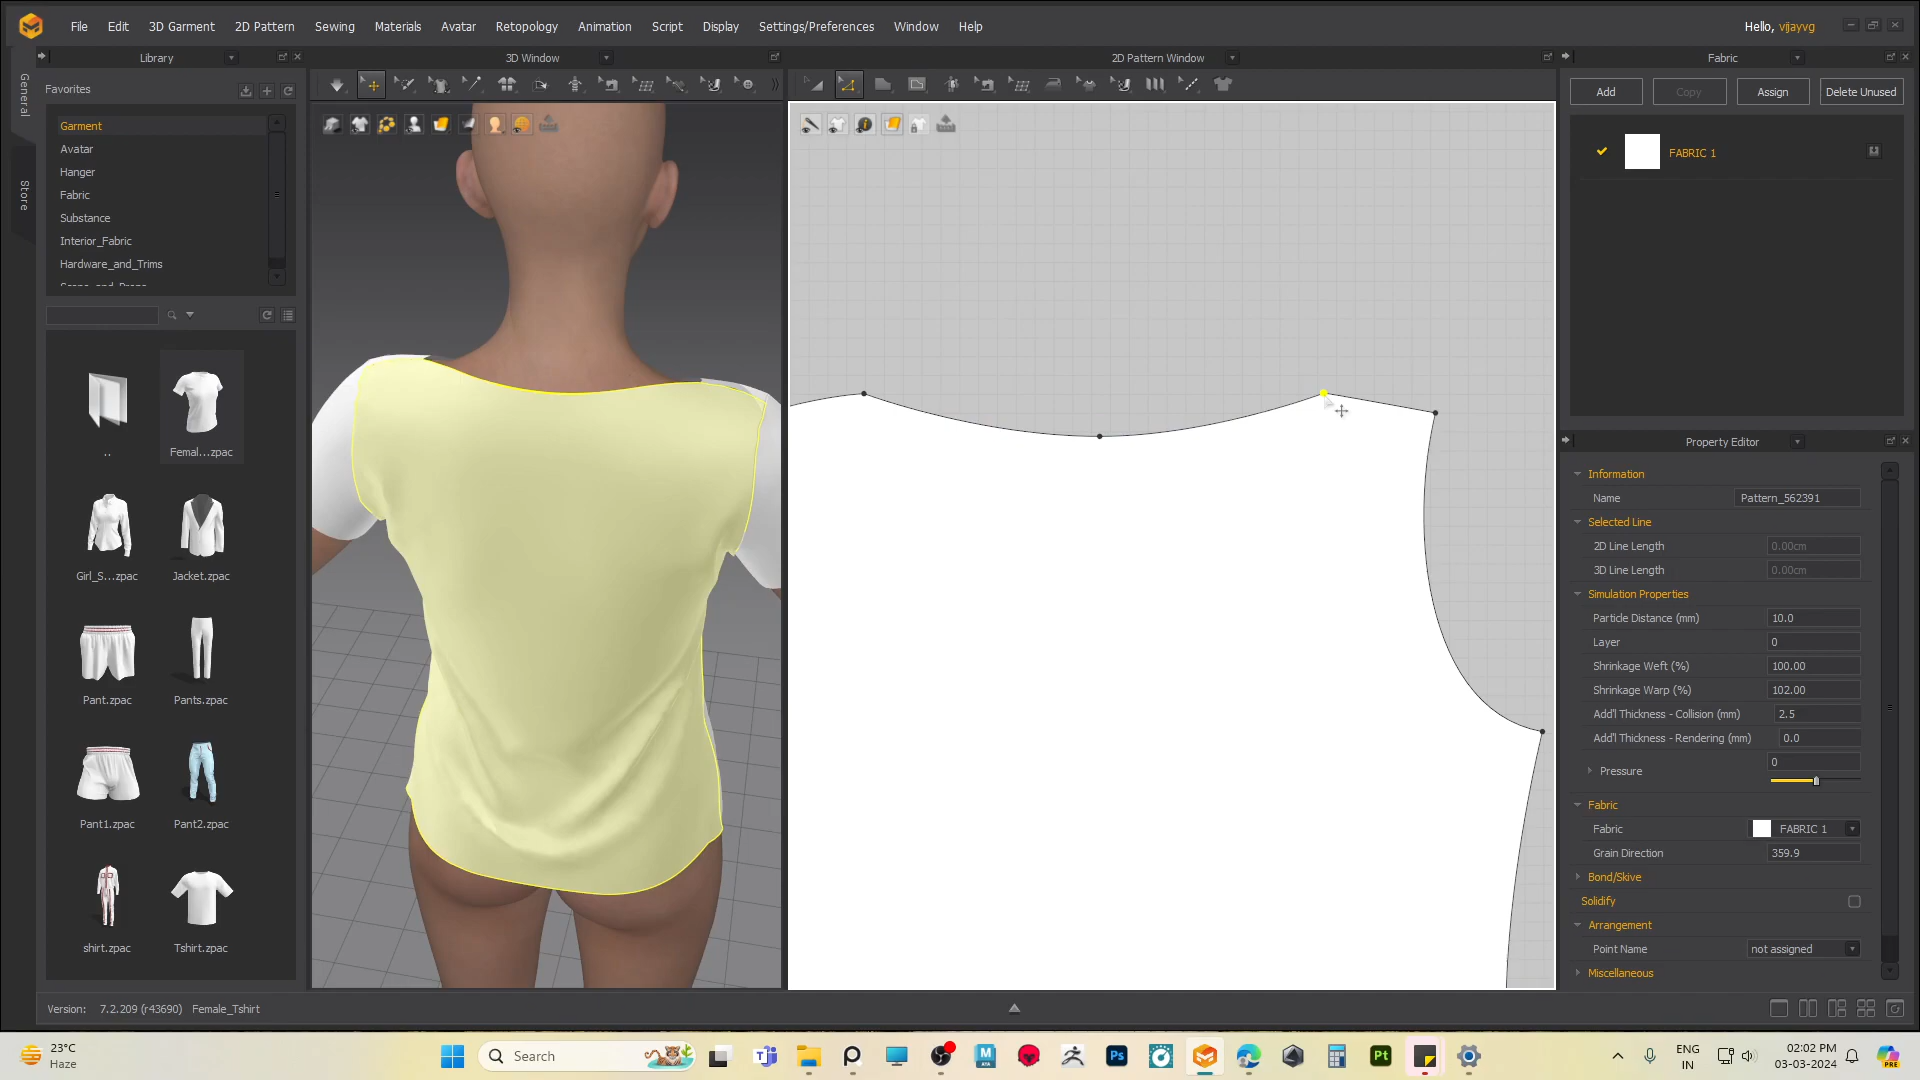 File Edit 3D Garment 2D Pattern Sewing Materials Avatar Retopology Animation Script Display Settings/Preferences Window Help
Hello, vijayvg
Library
3D Window
2D Pattern Window
Fabric
General
Store
Favorites
Garment
Avatar
Hanger
Fabric
Substance
Interior_Fabric
Hardware_and_Trims
..
Femal...zpac
Girl_S...zpac
Jacket.zpac
Pant.zpac
Pants.zpac
Pant1.zpac
Pant2.zpac
shirt.zpac
Tshirt.zpac
Add Copy Assign Delete Unused
FABRIC 1
Property Editor
Information
Name Pattern_562391
Selected Line
2D Line Length 0.00cm
3D Line Length 0.00cm
Simulation Properties
Particle Distance (mm) 10.0
Layer 0
Shrinkage Weft (%) 100.00
Shrinkage Warp (%) 102.00
Add'l Thickness - Collision (mm) 2.5
Add'l Thickness - Rendering (mm) 0.0
Pressure 0
Fabric
Fabric FABRIC 1
Grain Direction 359.9
Bond/Skive
Solidify
Arrangement
Point Name not assigned
Miscellaneous
Version: 7.2.209 (r43690) Female_Tshirt
23°C
Haze
Search
ENG
IN
02:02 PM
03-03-2024